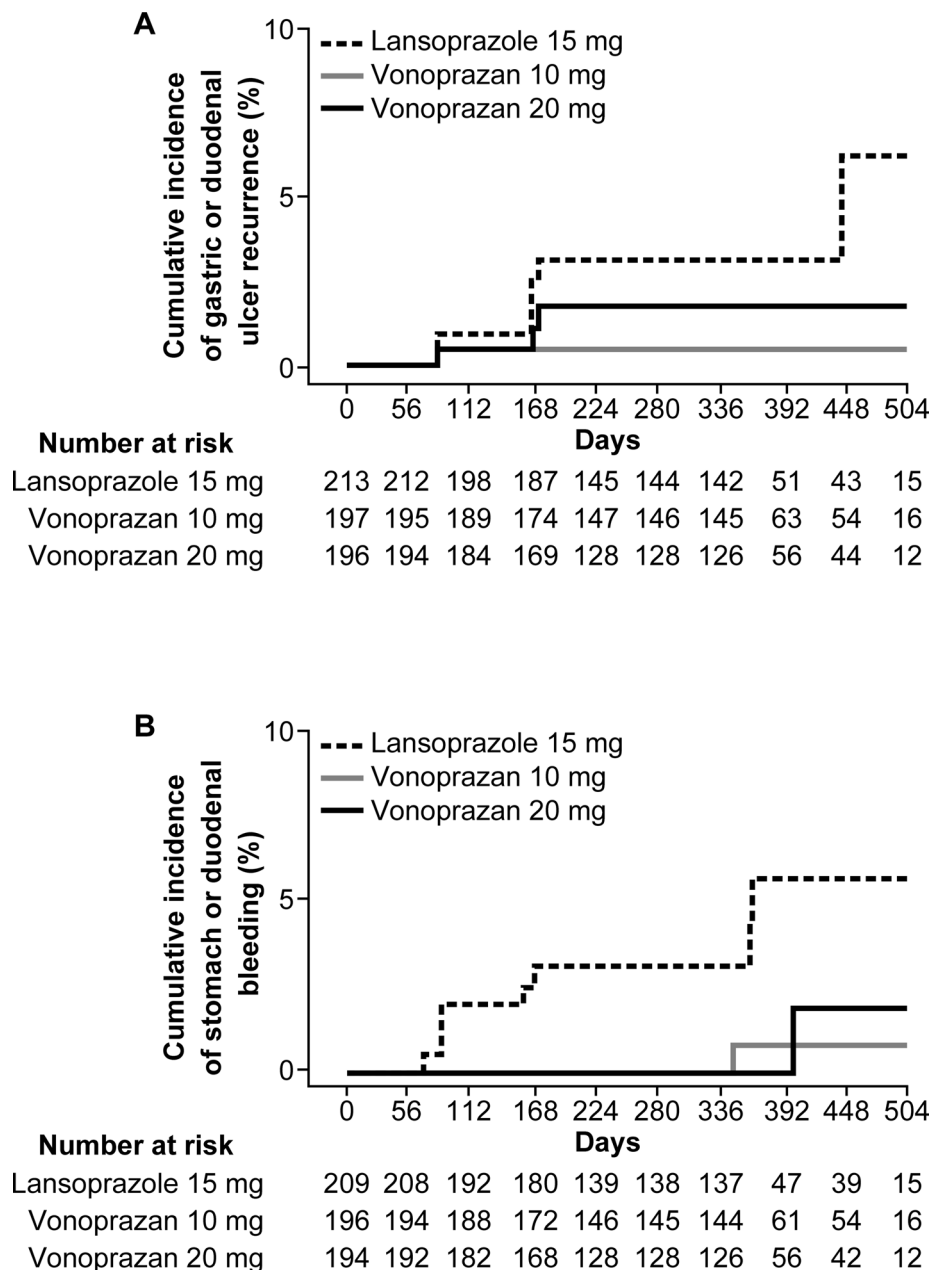 A
Cumulative incidence
of gastric or duodenal
ulcer recurrence (%)
10
5
0
Lansoprazole 15 mg
Vonoprazan 10 mg
Vonoprazan 20 mg
0 56 112 168 224 280 336 392 448 504
Days
Number at risk
Lansoprazole 15 mg 213 212 198 187 145 144 142 51 43 15
Vonoprazan 10 mg 197 195 189 174 147 146 145 63 54 16
Vonoprazan 20 mg 196 194 184 169 128 128 126 56 44 12
B
Cumulative incidence
of stomach or duodenal
bleeding (%)
10
5
0
Lansoprazole 15 mg
Vonoprazan 10 mg
Vonoprazan 20 mg
0 56 112 168 224 280 336 392 448 504
Days
Number at risk
Lansoprazole 15 mg 209 208 192 180 139 138 137 47 39 15
Vonoprazan 10 mg 196 194 188 172 146 145 144 61 54 16
Vonoprazan 20 mg 194 192 182 168 128 128 126 56 42 12